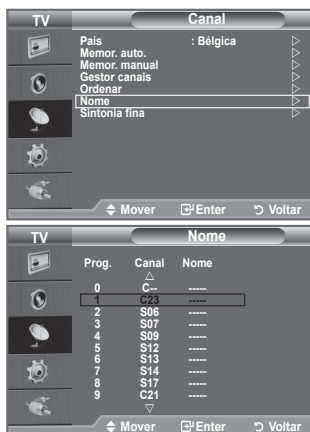 TV Canal
País : Bélgica
Memor. auto.
Memor. manual
Gestor canais
Ordenar
Nome
Sintonia fina
Mover Enter Voltar
TV Nome
Prog. Canal Nome
0 C-- -----
1 C23 -----
2 S06 -----
3 S07 -----
4 S09 -----
5 S12 -----
6 S13 -----
7 S14 -----
8 S17 -----
9 C21 -----
Mover Enter Voltar